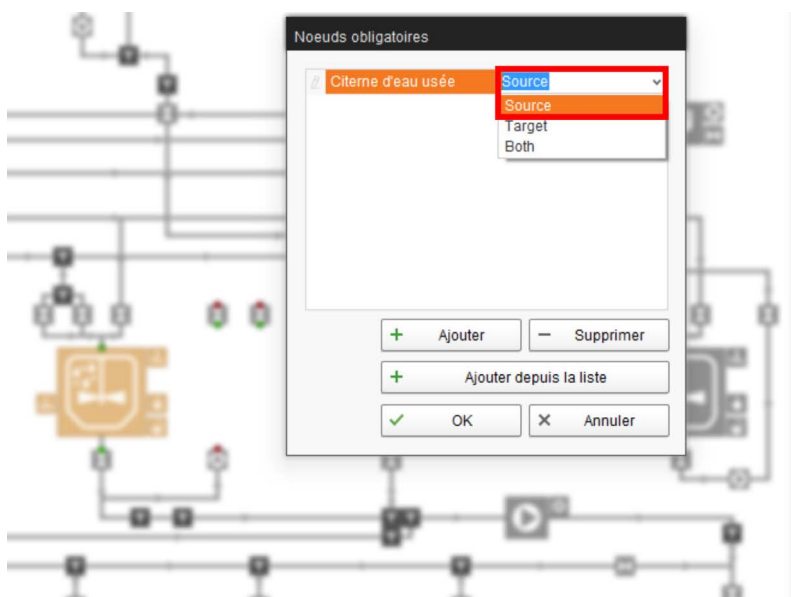 Noeuds obligatoires
Citerne d'eau usée Source
Source
Target
Both
Ajouter Supprimer
Ajouter depuis la liste
OK Annuler